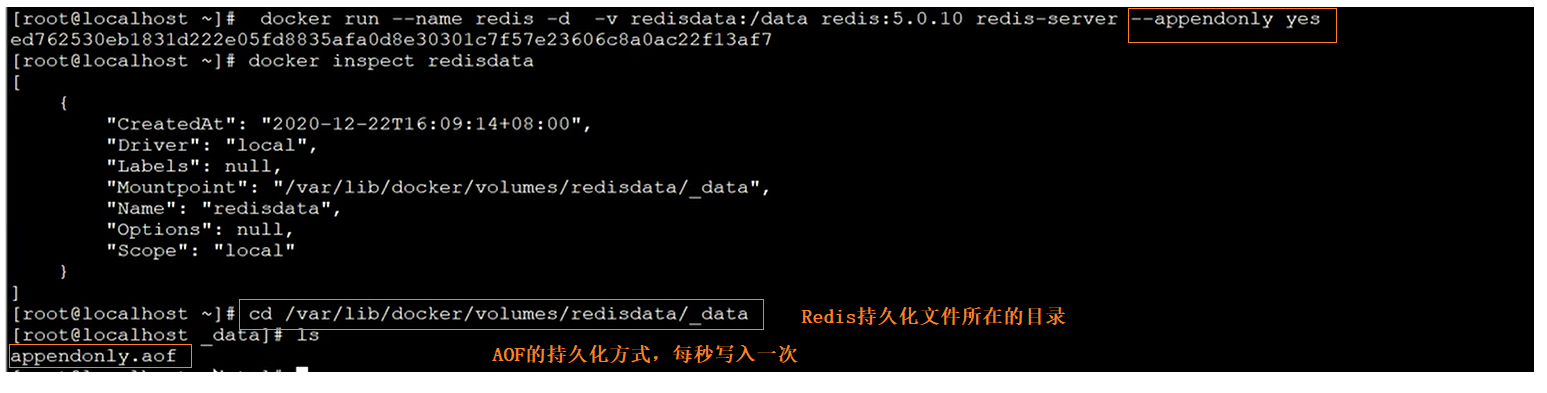 [root@localhost ~]#  docker run --name redis -d  -v redisdata:/data redis:5.0.10 redis-server --appendonly yes
ed762530eb1831d222e05fd8835afa0d8e30301c7f57e23606c8a0ac22f13af7
[root@localhost ~]# docker inspect redisdata
[
    {
        "CreatedAt": "2020-12-22T16:09:14+08:00",
        "Driver": "local",
        "Labels": null,
        "Mountpoint": "/var/lib/docker/volumes/redisdata/_data",
        "Name": "redisdata",
        "Options": null,
        "Scope": "local"
    }
]
[root@localhost ~]# cd /var/lib/docker/volumes/redisdata/_data Redis持久化文件所在的目录
[root@localhost _data]# ls
appendonly.aof AOF的持久化方式，每秒写入一次